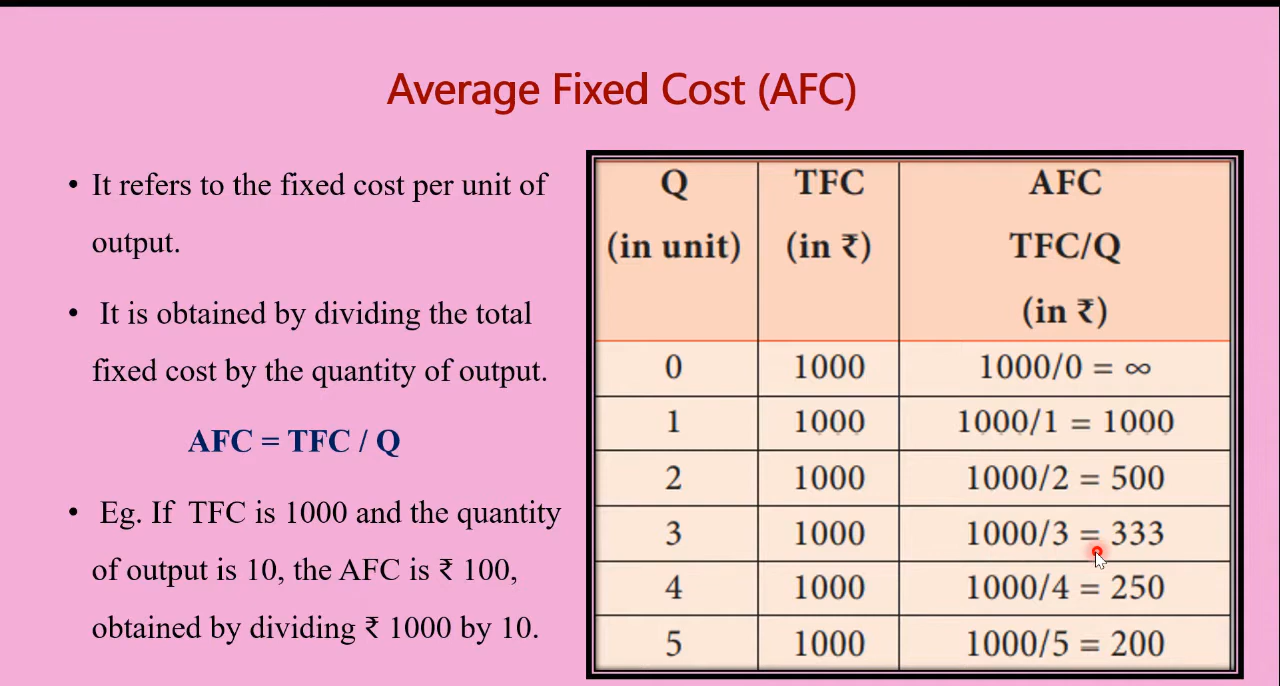 Average Fixed Cost (AFC)
• It refers to the fixed cost per unit of
output.
• It is obtained by dividing the total
fixed cost by the quantity of output.
AFC = TFC / Q
• Eg. If TFC is 1000 and the quantity
of output is 10, the AFC is ₹ 100,
obtained by dividing ₹ 1000 by 10.
Q TFC AFC
(in unit) (in ₹) TFC/Q
(in ₹)
0 1000 1000/0 = ∞
1 1000 1000/1 = 1000
2 1000 1000/2 = 500
3 1000 1000/3 = 333
4 1000 1000/4 = 250
5 1000 1000/5 = 200